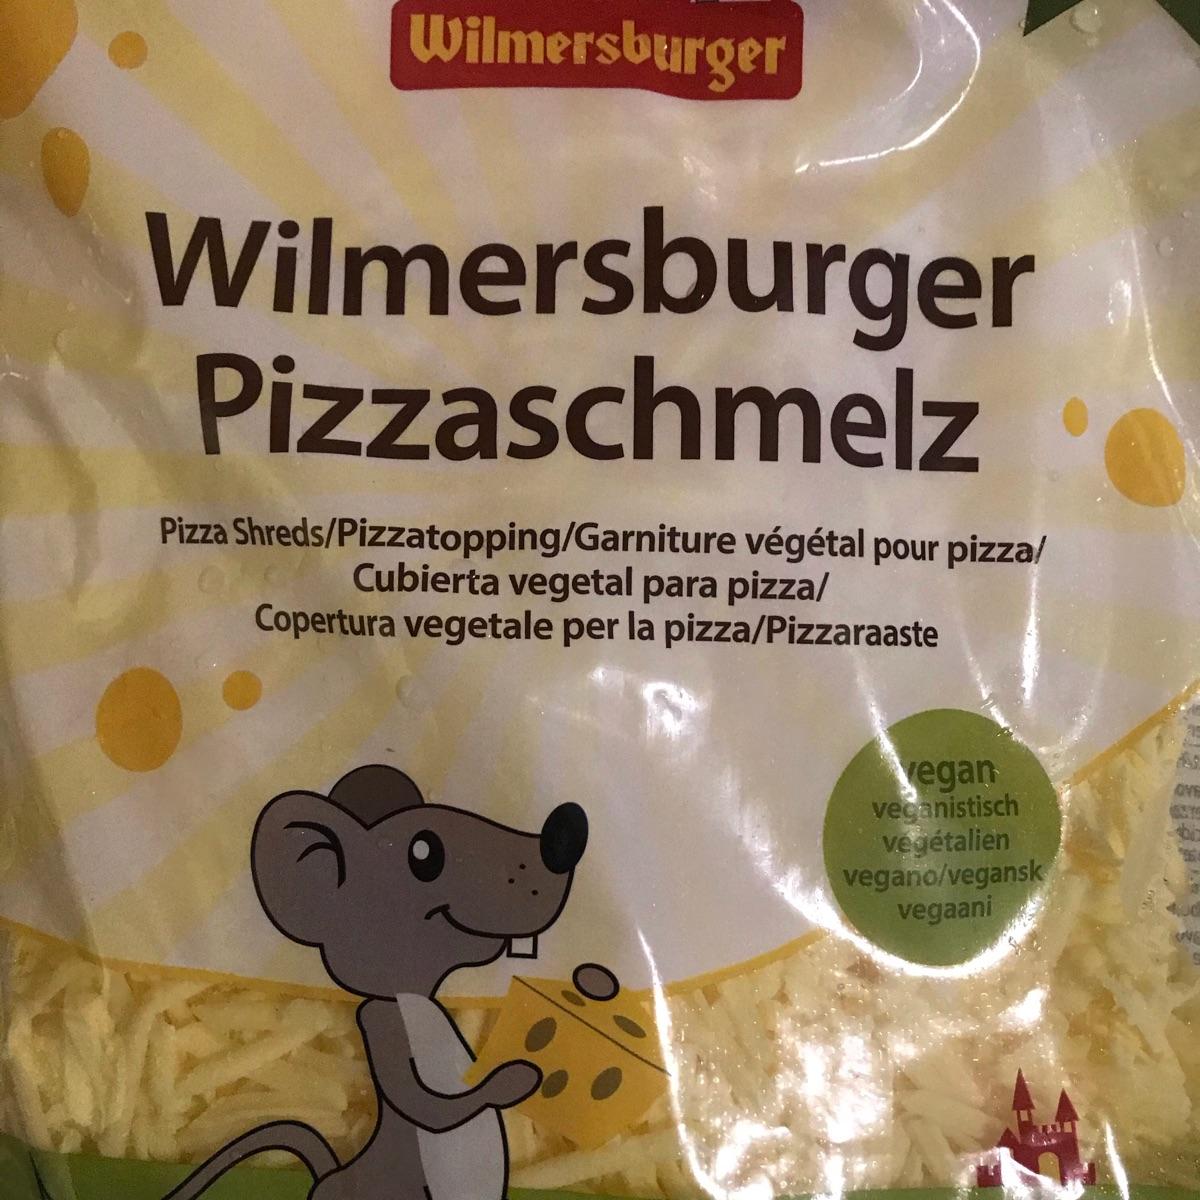 Wilmersburger
Wilmersburger
Pizzaschmelz
Pizza Shreds/Pizzatopping/Garniture végétal pour pizza/
Cubierta vegetal para pizza/
Copertura vegetale per la pizza/Pizzaraaste
vegan
veganistisch
végétalien
vegano/vegansk
vegaani